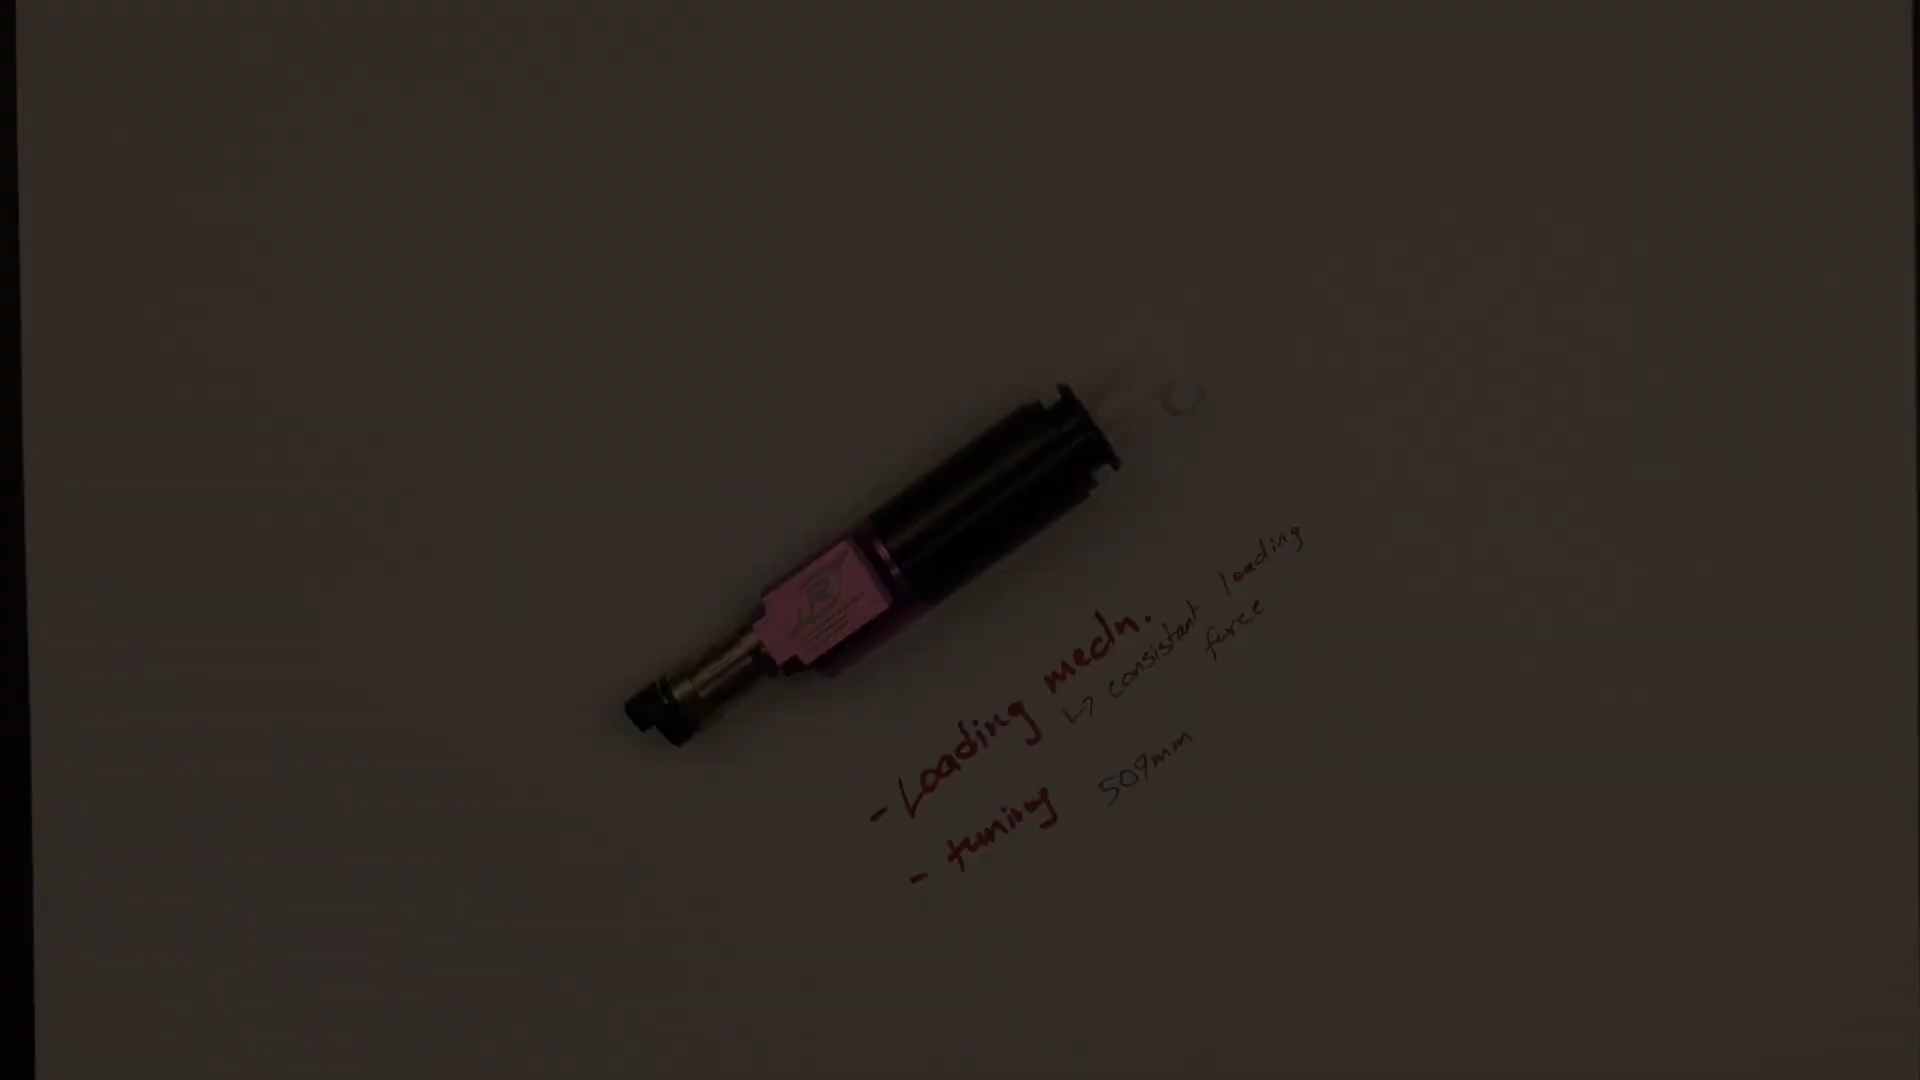 - Loading mech.
↳ consistant loading
force
- tuning 509mm